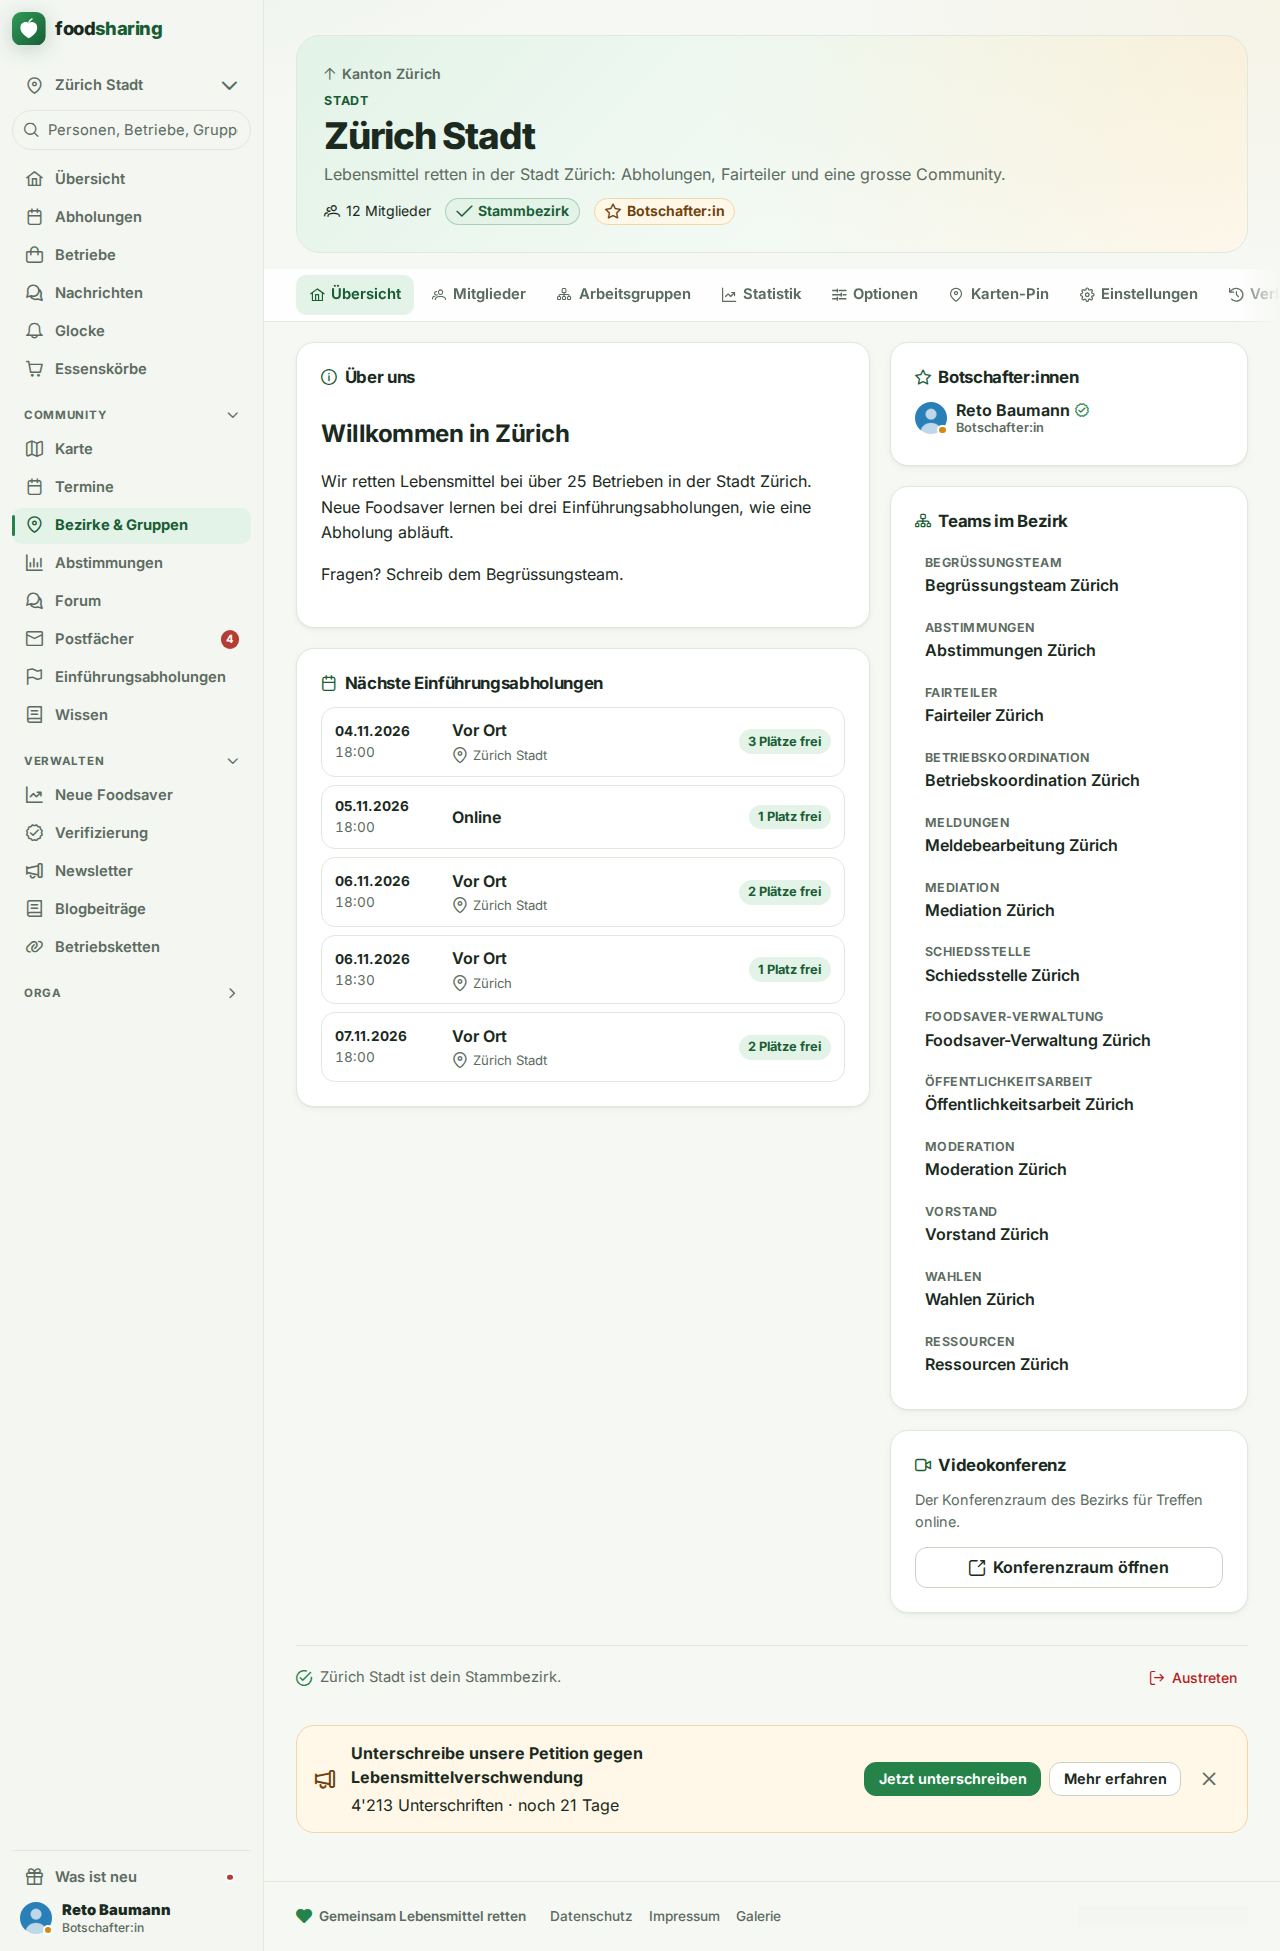 foodsharing
Zürich Stadt
Personen, Betriebe, Grupp
Übersicht
Abholungen
Betriebe
Nachrichten
Glocke
Essenskörbe
COMMUNITY
Karte
Termine
Bezirke & Gruppen
Abstimmungen
Forum
Postfächer 4
Einführungsabholungen
Wissen
VERWALTEN
Neue Foodsaver
Verifizierung
Newsletter
Blogbeiträge
Betriebsketten
ORGA
Was ist neu
Reto Baumann
Botschafter:in
Kanton Zürich
STADT
Zürich Stadt
Lebensmittel retten in der Stadt Zürich: Abholungen, Fairteiler und eine grosse Community.
12 Mitglieder Stammbezirk Botschafter:in
Übersicht Mitglieder Arbeitsgruppen Statistik Optionen Karten-Pin Einstellungen
Über uns
Willkommen in Zürich
Wir retten Lebensmittel bei über 25 Betrieben in der Stadt Zürich.
Neue Foodsaver lernen bei drei Einführungsabholungen, wie eine
Abholung abläuft.
Fragen? Schreib dem Begrüssungsteam.
Nächste Einführungsabholungen
04.11.2026 Vor Ort 3 Plätze frei
18:00 Zürich Stadt
05.11.2026 Online 1 Platz frei
18:00
06.11.2026 Vor Ort 2 Plätze frei
18:00 Zürich Stadt
06.11.2026 Vor Ort 1 Platz frei
18:30 Zürich
07.11.2026 Vor Ort 2 Plätze frei
18:00 Zürich Stadt
Botschafter:innen
Reto Baumann
Botschafter:in
Teams im Bezirk
BEGRÜSSUNGSTEAM
Begrüssungsteam Zürich
ABSTIMMUNGEN
Abstimmungen Zürich
FAIRTEILER
Fairteiler Zürich
BETRIEBSKOORDINATION
Betriebskoordination Zürich
MELDUNGEN
Meldebearbeitung Zürich
MEDIATION
Mediation Zürich
SCHIEDSSTELLE
Schiedsstelle Zürich
FOODSAVER-VERWALTUNG
Foodsaver-Verwaltung Zürich
ÖFFENTLICHKEITSARBEIT
Öffentlichkeitsarbeit Zürich
MODERATION
Moderation Zürich
VORSTAND
Vorstand Zürich
WAHLEN
Wahlen Zürich
RESSOURCEN
Ressourcen Zürich
Videokonferenz
Der Konferenzraum des Bezirks für Treffen
online.
Konferenzraum öffnen
Zürich Stadt ist dein Stammbezirk. Austreten
Unterschreibe unsere Petition gegen
Lebensmittelverschwendung
4'213 Unterschriften · noch 21 Tage
Jetzt unterschreiben Mehr erfahren
Gemeinsam Lebensmittel retten Datenschutz Impressum Galerie